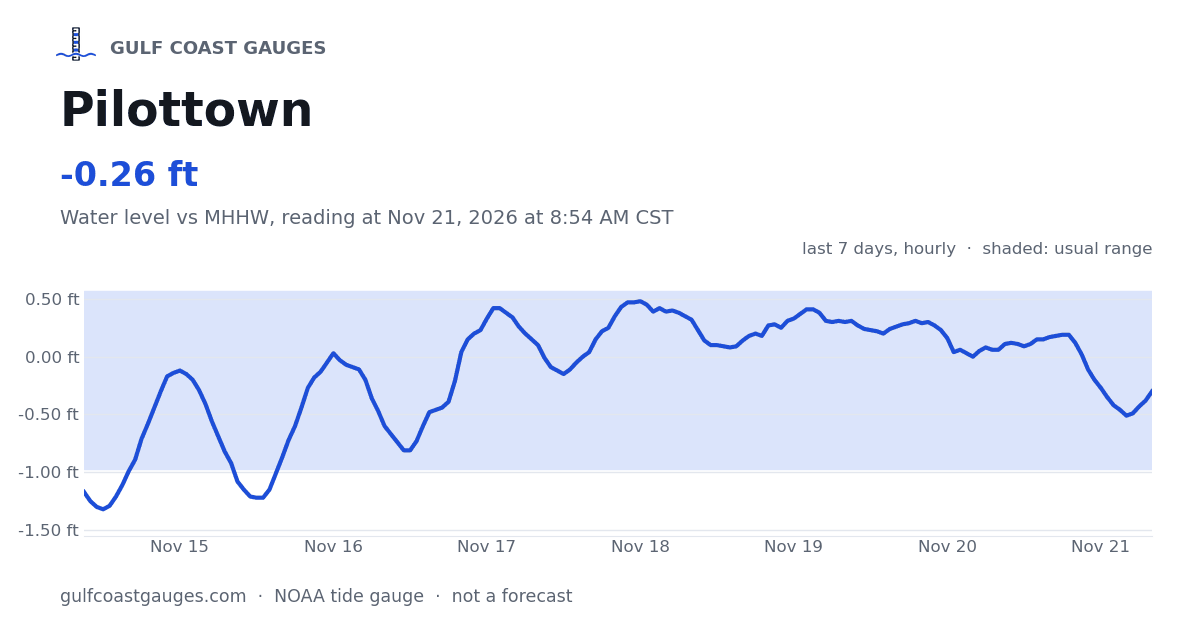 GULF COAST GAUGES
Pilottown
-0.26 ft
Water level vs MHHW, reading at Nov 21, 2026 at 8:54 AM CST
last 7 days, hourly · shaded: usual range
0.50 ft
0.00 ft
-0.50 ft
-1.00 ft
-1.50 ft
Nov 15 Nov 16 Nov 17 Nov 18 Nov 19 Nov 20 Nov 21
gulfcoastgauges.com · NOAA tide gauge · not a forecast